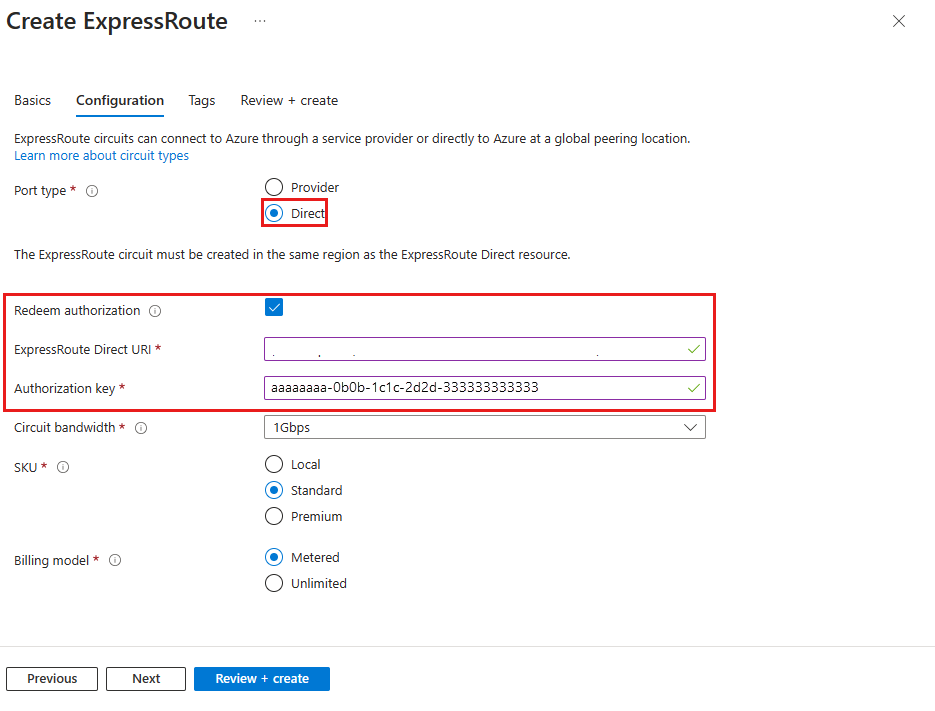 Create ExpressRoute ...
Basics Configuration Tags Review + create
ExpressRoute circuits can connect to Azure through a service provider or directly to Azure at a global peering location.
Learn more about circuit types
Port type *
Provider
Direct
The ExpressRoute circuit must be created in the same region as the ExpressRoute Direct resource.
Redeem authorization
ExpressRoute Direct URI *
Authorization key * aaaaaaaa-0b0b-1c1c-2d2d-333333333333
Circuit bandwidth * 1Gbps
SKU *
Local
Standard
Premium
Billing model *
Metered
Unlimited
Previous Next Review + create